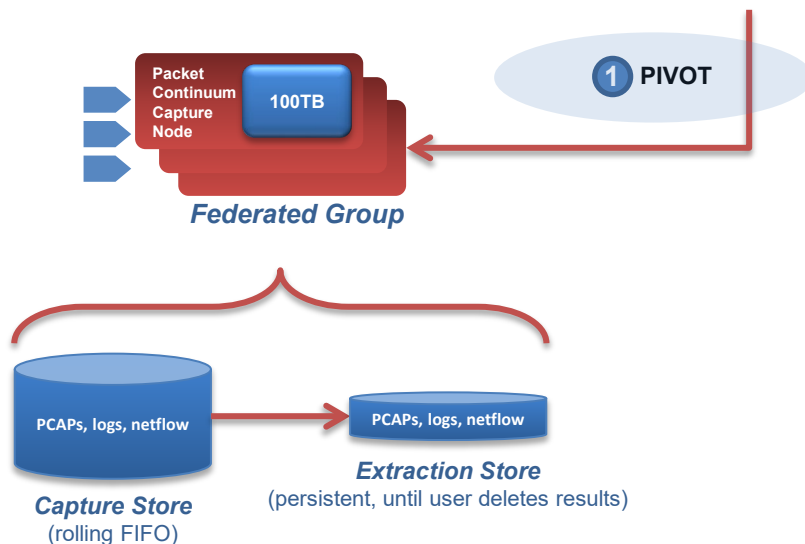 Packet
Continuum
Capture
Node
100TB
1 PIVOT
Federated Group
PCAPs, logs, netflow
PCAPs, logs, netflow
Extraction Store
(persistent, until user deletes results)
Capture Store
(rolling FIFO)